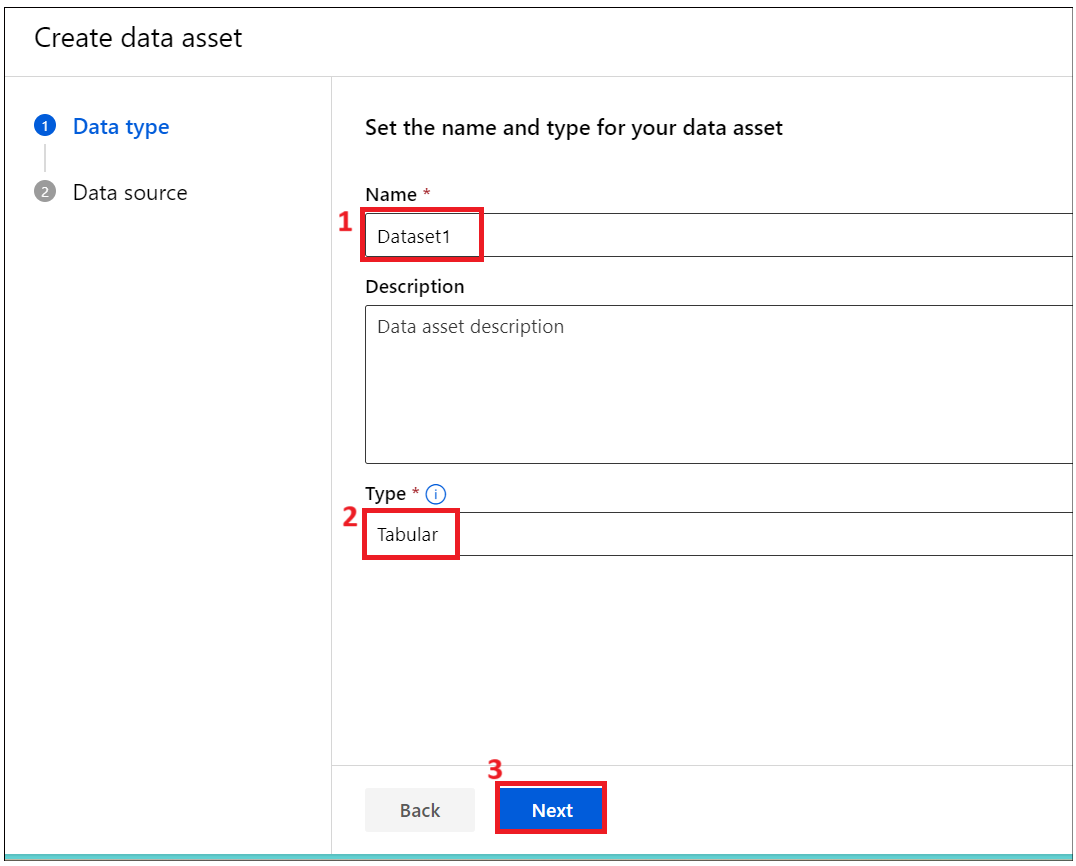 Create data asset
1 Data type
2 Data source
Set the name and type for your data asset
Name *
1
Dataset1
Description
Data asset description
Type * i
2
Tabular
3
Back
Next